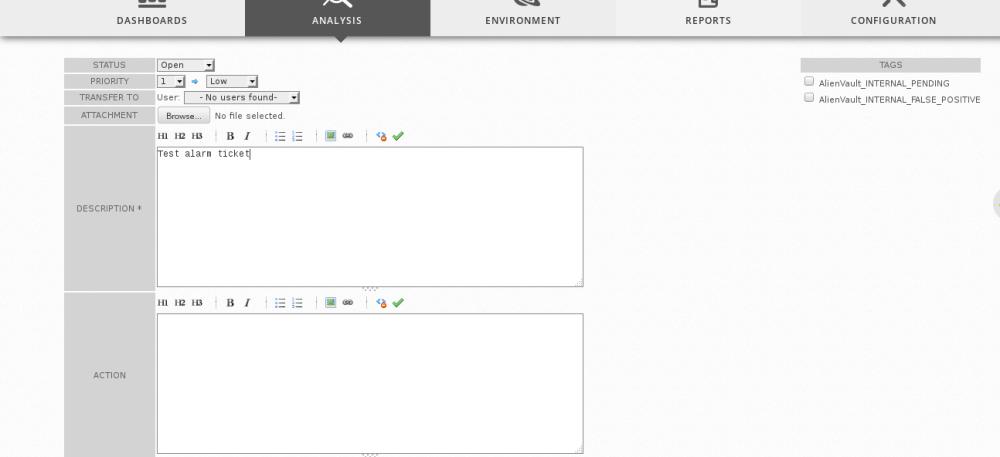 DASHBOARDS ANALYSIS ENVIRONMENT REPORTS CONFIGURATION
STATUS Open
PRIORITY 1 Low
TRANSFER TO User: - No users found-
ATTACHMENT Browse... No file selected.
H1 H2 H3 B I
DESCRIPTION * Test alarm ticket
H1 H2 H3 B I
ACTION
TAGS
AlienVault_INTERNAL_PENDING
AlienVault_INTERNAL_FALSE_POSITIVE